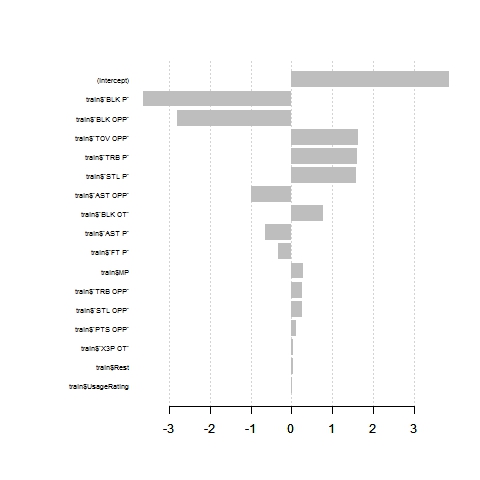 (Intercept)
train$`BLK P`
train$`BLK OPP`
train$`TOV OPP`
train$`TRB P`
train$`STL P`
train$`AST OPP`
train$`BLK OT`
train$`AST P`
train$`FT P`
train$MP
train$`TRB OPP`
train$`STL OPP`
train$`PTS OPP`
train$`X3P OT`
train$Rest
train$UsageRating
-3 -2 -1 0 1 2 3